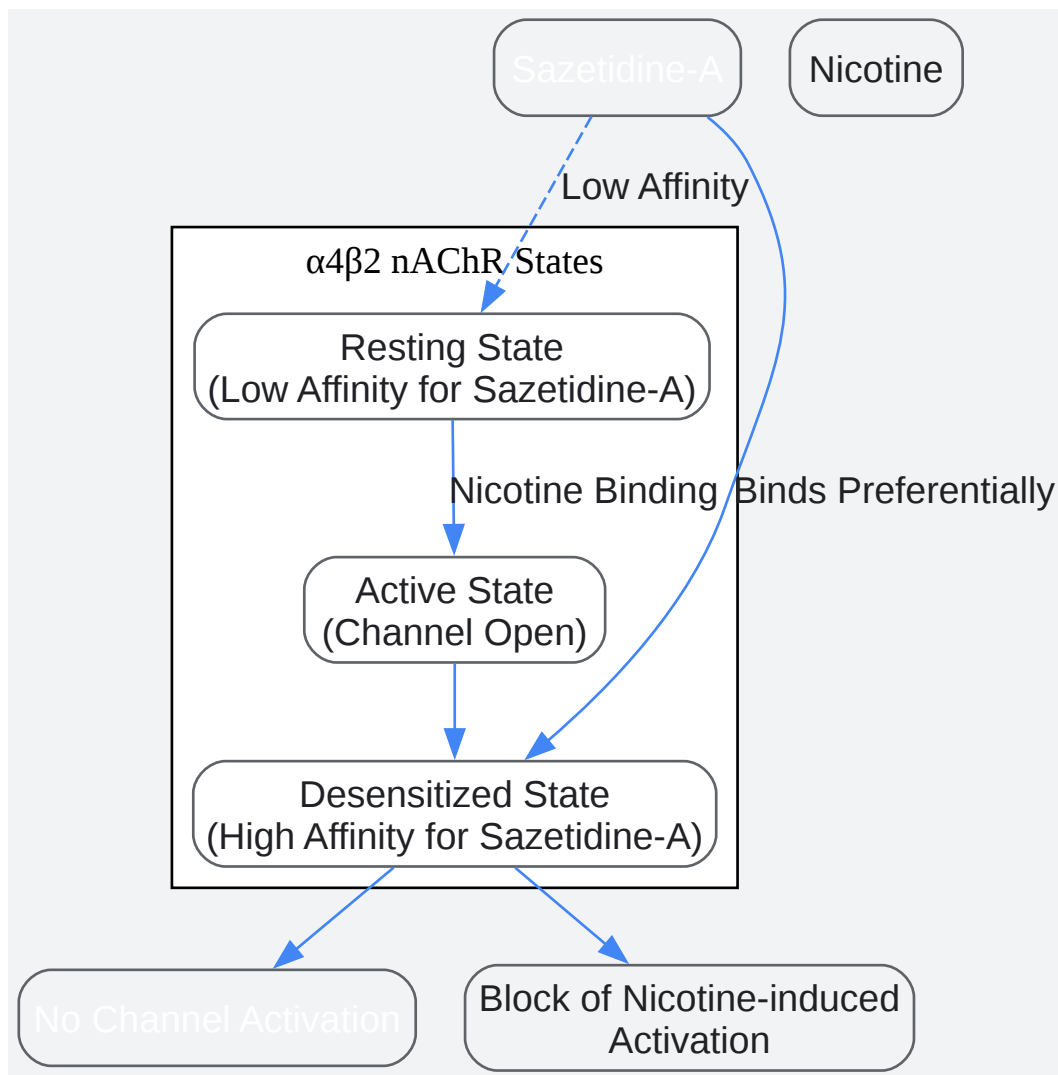 Sazetidine-A
Nicotine
Low Affinity
α4β2 nAChR States
Resting State
(Low Affinity for Sazetidine-A)
Nicotine Binding
Binds Preferentially
Active State
(Channel Open)
Desensitized State
(High Affinity for Sazetidine-A)
No Channel Activation
Block of Nicotine-induced
Activation